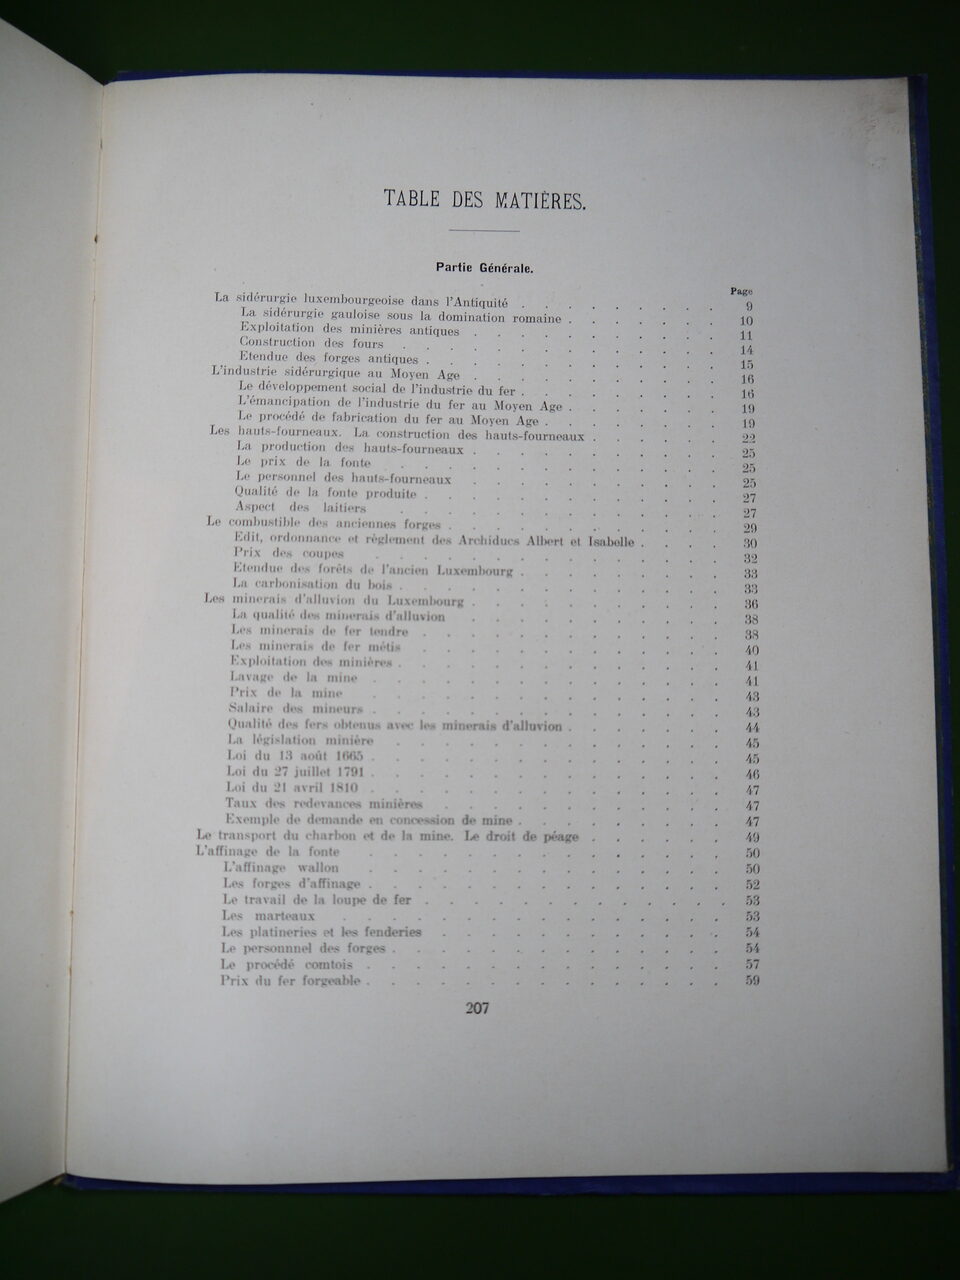 TABLE DES MATIÈRES.
Partie Générale.
Page
La sidérurgie luxembourgeoise dans l'Antiquité . . . . . . 9
La sidérurgie gauloise sous la domination romaine . . . . . 10
Exploitation des minières antiques . . . . . . . 11
Construction des fours . . . . . . . . 14
Etendue des forges antiques . . . . . . . . 15
L'industrie sidérurgique au Moyen Age . . . . . . . 16
Le développement social de l'industrie du fer . . . . . . 16
L'émancipation de l'industrie du fer au Moyen Age . . . . . 19
Le procédé de fabrication du fer au Moyen Age . . . . . 19
Les hauts-fourneaux. La construction des hauts-fourneaux . . . . 22
La production des hauts-fourneaux . . . . . . . 25
Le prix de la fonte . . . . . . . . . 25
Le personnel des hauts-fourneaux . . . . . . . 25
Qualité de la fonte produite . . . . . . . . 27
Aspect des laitiers . . . . . . . . 27
Le combustible des anciennes forges . . . . . . . 29
Edit, ordonnance et règlement des Archiducs Albert et Isabelle . . . 30
Prix des coupes . . . . . . . . . 32
Etendue des forêts de l'ancien Luxembourg . . . . . . 33
La carbonisation du bois . . . . . . . . 33
Les minerais d'alluvion du Luxembourg . . . . . . . 36
La qualité des minerais d'alluvion . . . . . . . 38
Les minerais de fer tendre . . . . . . . . 38
Les minerais de fer métis . . . . . . . . 40
Exploitation des minières . . . . . . . . 41
Lavage de la mine . . . . . . . . . 41
Prix de la mine . . . . . . . . . 43
Salaire des mineurs . . . . . . . . . 43
Qualité des fers obtenus avec les minerais d'alluvion . . . . 44
La législation minière . . . . . . . . 45
Loi du 13 août 1665 . . . . . . . . . 45
Loi du 27 juillet 1791 . . . . . . . . . 46
Loi du 21 avril 1810 . . . . . . . . . 47
Taux des redevances minières . . . . . . . 47
Exemple de demande en concession de mine . . . . . . 47
Le transport du charbon et de la mine. Le droit de péage . . . . 49
L'affinage de la fonte . . . . . . . . . 50
L'affinage wallon . . . . . . . . . 50
Les forges d'affinage . . . . . . . . . 52
Le travail de la loupe de fer . . . . . . . . 53
Les marteaux . . . . . . . . . . 53
Les platineries et les fenderies . . . . . . . 54
Le personnnel des forges . . . . . . . . 54
Le procédé comtois . . . . . . . . . 57
Prix du fer forgeable . . . . . . . . . 59
207